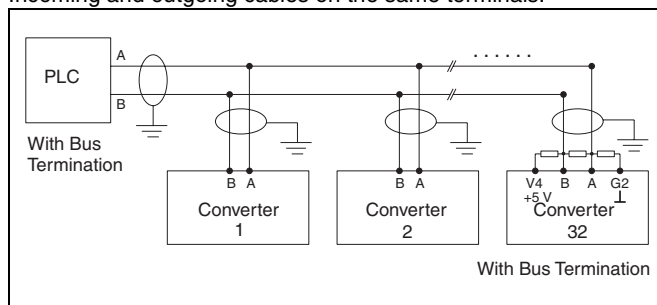 Incoming and outgoing cables on the same terminals.
A
PLC
B
With Bus
Termination
B A
Converter
1
B A
Converter
2
V4 B A G2
+5 V
Converter
32
With Bus Termination